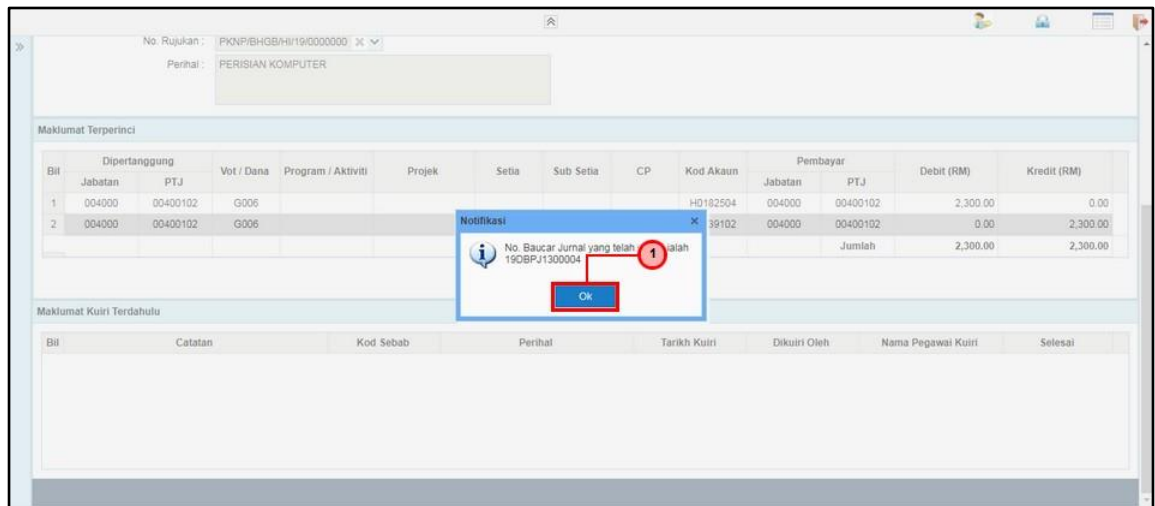 No. Rujukan : PKNP/BHGB/HI/19/0000000
Perihal : PERISIAN KOMPUTER
Maklumat Terperinci
Bil Dipertanggung Vot / Dana Program / Aktiviti Projek Setia Sub Setia CP Kod Akaun Pembayar Debit (RM) Kredit (RM)
Jabatan PTJ Jabatan PTJ
1 004000 00400102 G006 H0182504 004000 00400102 2,300.00 0.00
2 004000 00400102 G006 39102 004000 00400102 0.00 2,300.00
Jumlah 2,300.00 2,300.00
Notifikasi
No. Baucar Jurnal yang telah ialah
19DBPJ1300004
1
Ok
Maklumat Kuiri Terdahulu
Bil Catatan Kod Sebab Perihal Tarikh Kuiri Dikuiri Oleh Nama Pegawai Kuiri Selesai